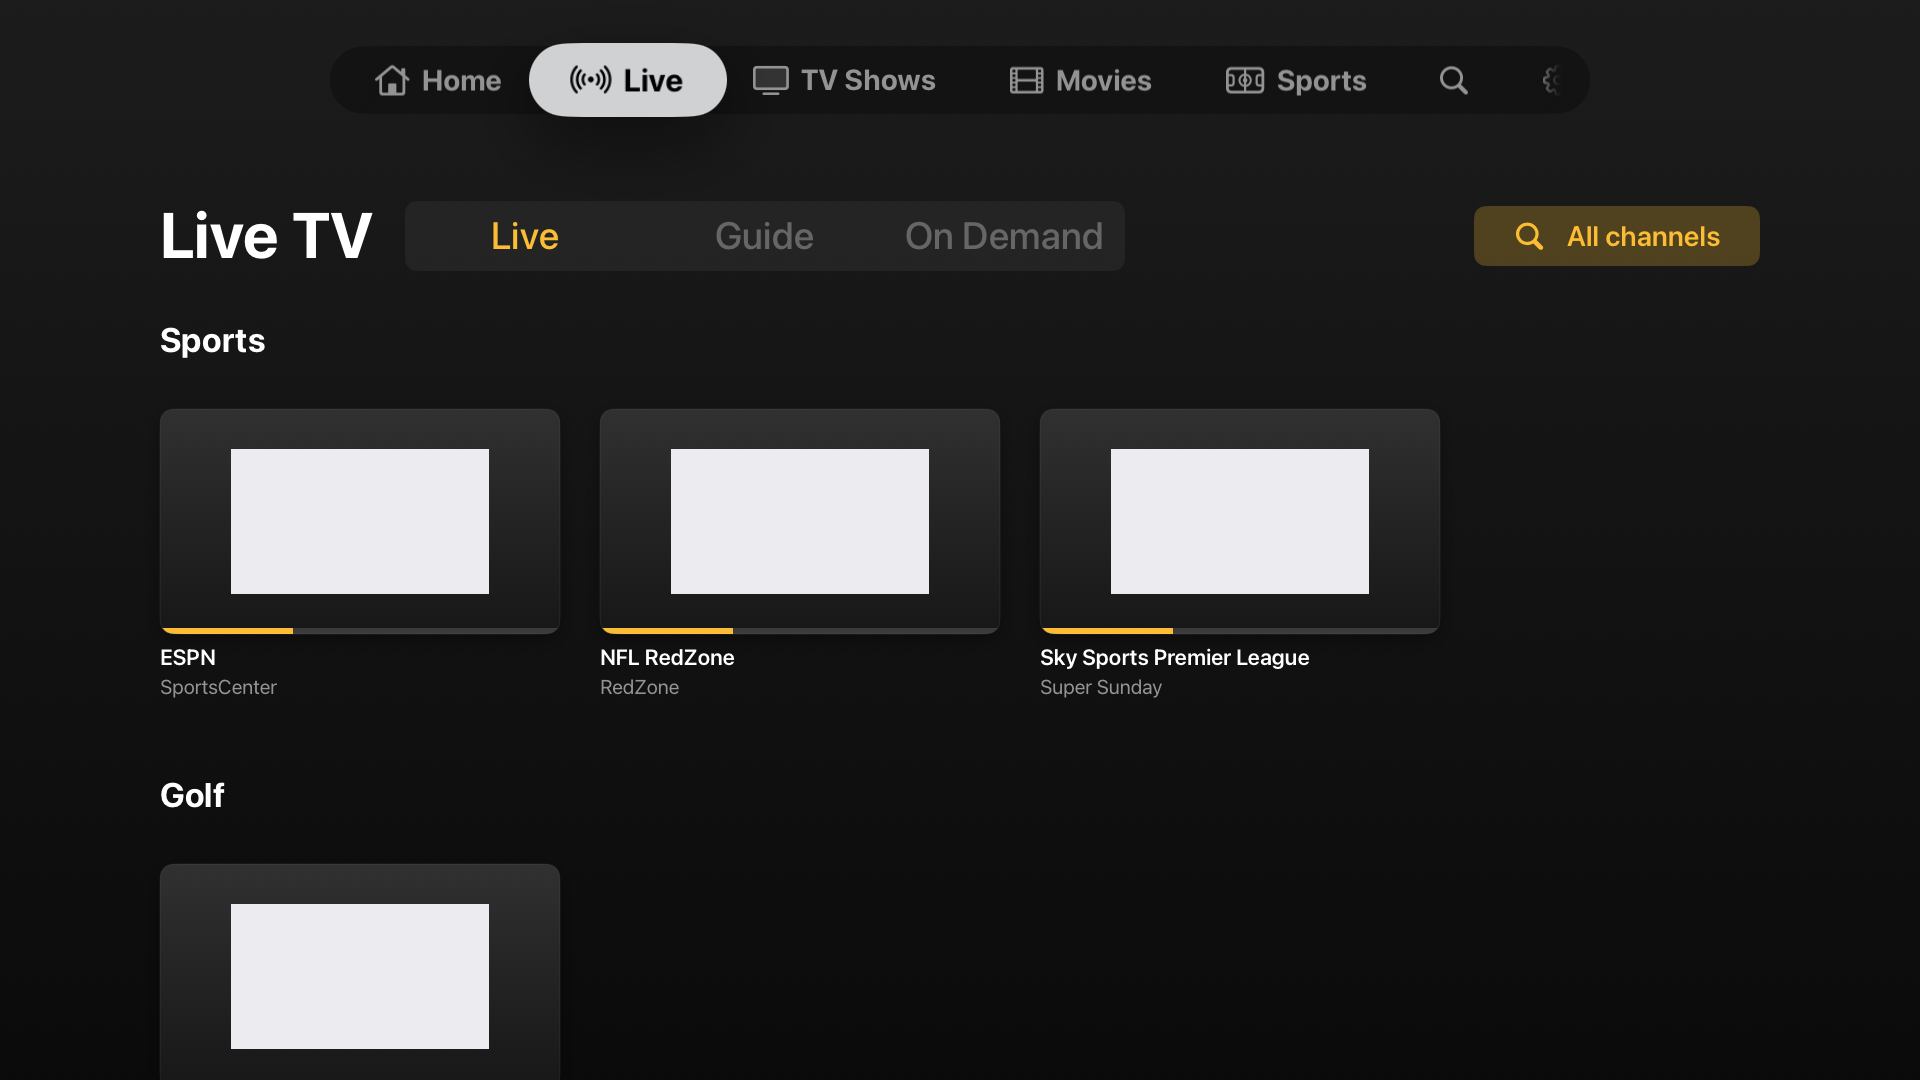 Home
Live
TV Shows
Movies
Sports
Live TV
Live
Guide
On Demand
All channels
Sports
ESPN
SportsCenter
NFL RedZone
RedZone
Sky Sports Premier League
Super Sunday
Golf